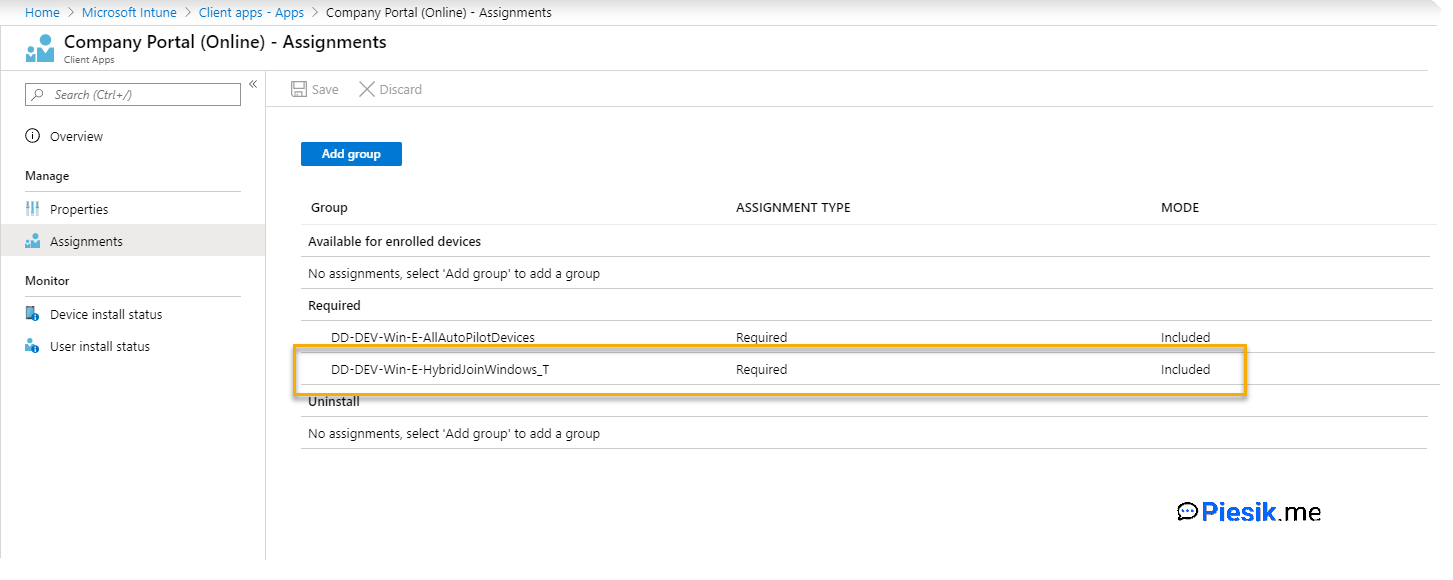 Home > Microsoft Intune > Client apps - Apps > Company Portal (Online) - Assignments
Company Portal (Online) - Assignments
Client Apps
Search (Ctrl+/)
«
Save Discard
Overview
Add group
Manage
Properties
Group ASSIGNMENT TYPE MODE
Assignments
Available for enrolled devices
No assignments, select 'Add group' to add a group
Monitor
Required
Device install status
DD-DEV-Win-E-AllAutoPilotDevices Required Included
User install status
DD-DEV-Win-E-HybridJoinWindows_T Required Included
Uninstall
No assignments, select 'Add group' to add a group
Piesik.me